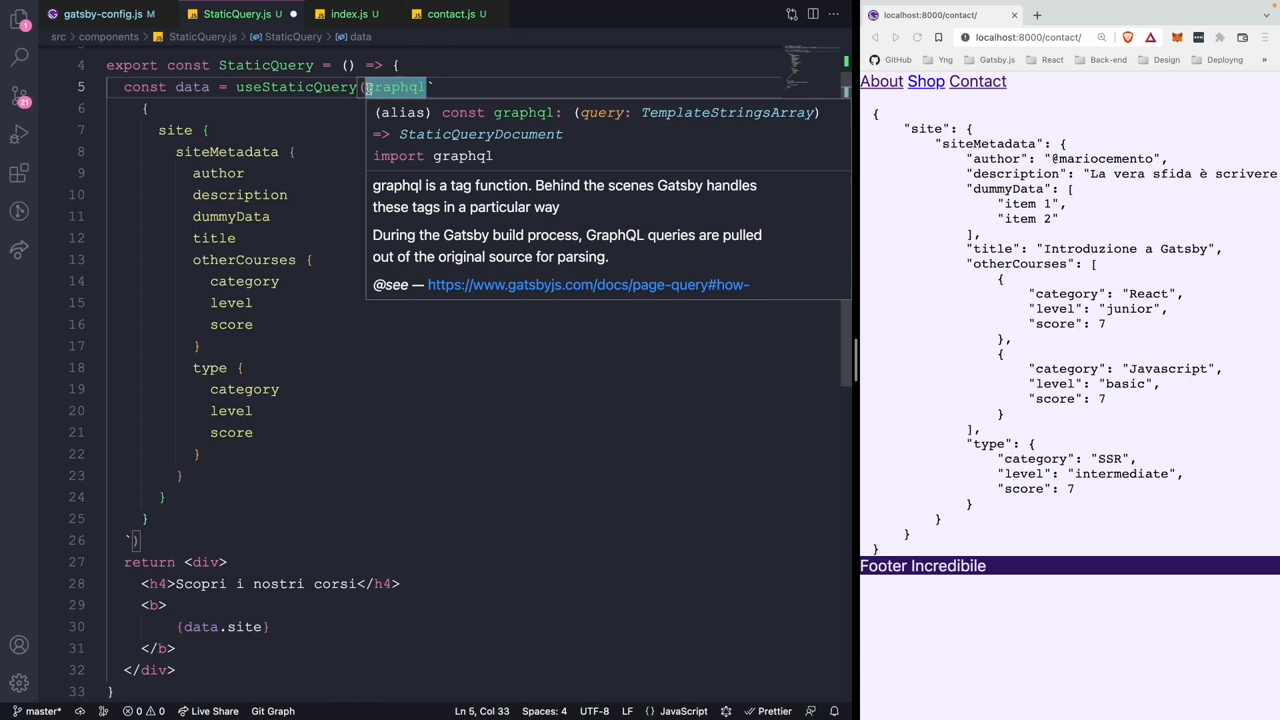 gatsby-config.js U
StaticQuery.js U
index.js U
contact.js U
src > components > StaticQuery.js > StaticQuery > data
4 export const StaticQuery = () => {
5 const data = useStaticQuery(graphql`
6 {
7 site {
8 siteMetadata {
9 author
10 description
11 dummyData
12 title
13 otherCourses {
14 category
15 level
16 score
17 }
18 type {
19 category
20 level
21 score
22 }
23 }
24 }
25 }
26 `)
27 return <div>
28 <h4>Scopri i nostri corsi</h4>
29 <b>
30 {data.site}
31 </b>
32 </div>
33 }
(alias) const graphql: (query: TemplateStringsArray)
=> StaticQueryDocument
import graphql
graphql is a tag function. Behind the scenes Gatsby handles
these tags in a particular way
During the Gatsby build process, GraphQL queries are pulled
out of the original source for parsing.
@see — https://www.gatsbyjs.com/docs/page-query#how-
1
21
master*
0 0
Live Share
Git Graph
Ln 5, Col 33
Spaces: 4
UTF-8
LF
{} JavaScript
Prettier
localhost:8000/contact/
localhost:8000/contact/
GitHub
Yng
Gatsby.js
React
Back-end
Design
Deployng
»
About Shop Contact
{
"site": {
"siteMetadata": {
"author": "@mariocemento",
"description": "La vera sfida è scrivere
"dummyData": [
"item 1",
"item 2"
],
"title": "Introduzione a Gatsby",
"otherCourses": [
{
"category": "React",
"level": "junior",
"score": 7
},
{
"category": "Javascript",
"level": "basic",
"score": 7
}
],
"type": {
"category": "SSR",
"level": "intermediate",
"score": 7
}
}
}
}
Footer Incredibile